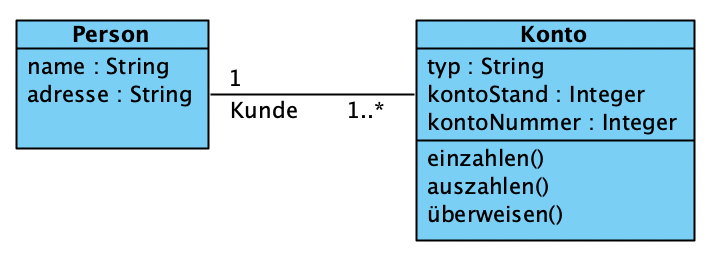 Person
name : String
adresse : String
1
Kunde
1..*
Konto
typ : String
kontoStand : Integer
kontoNummer : Integer
einzahlen()
auszahlen()
überweisen()